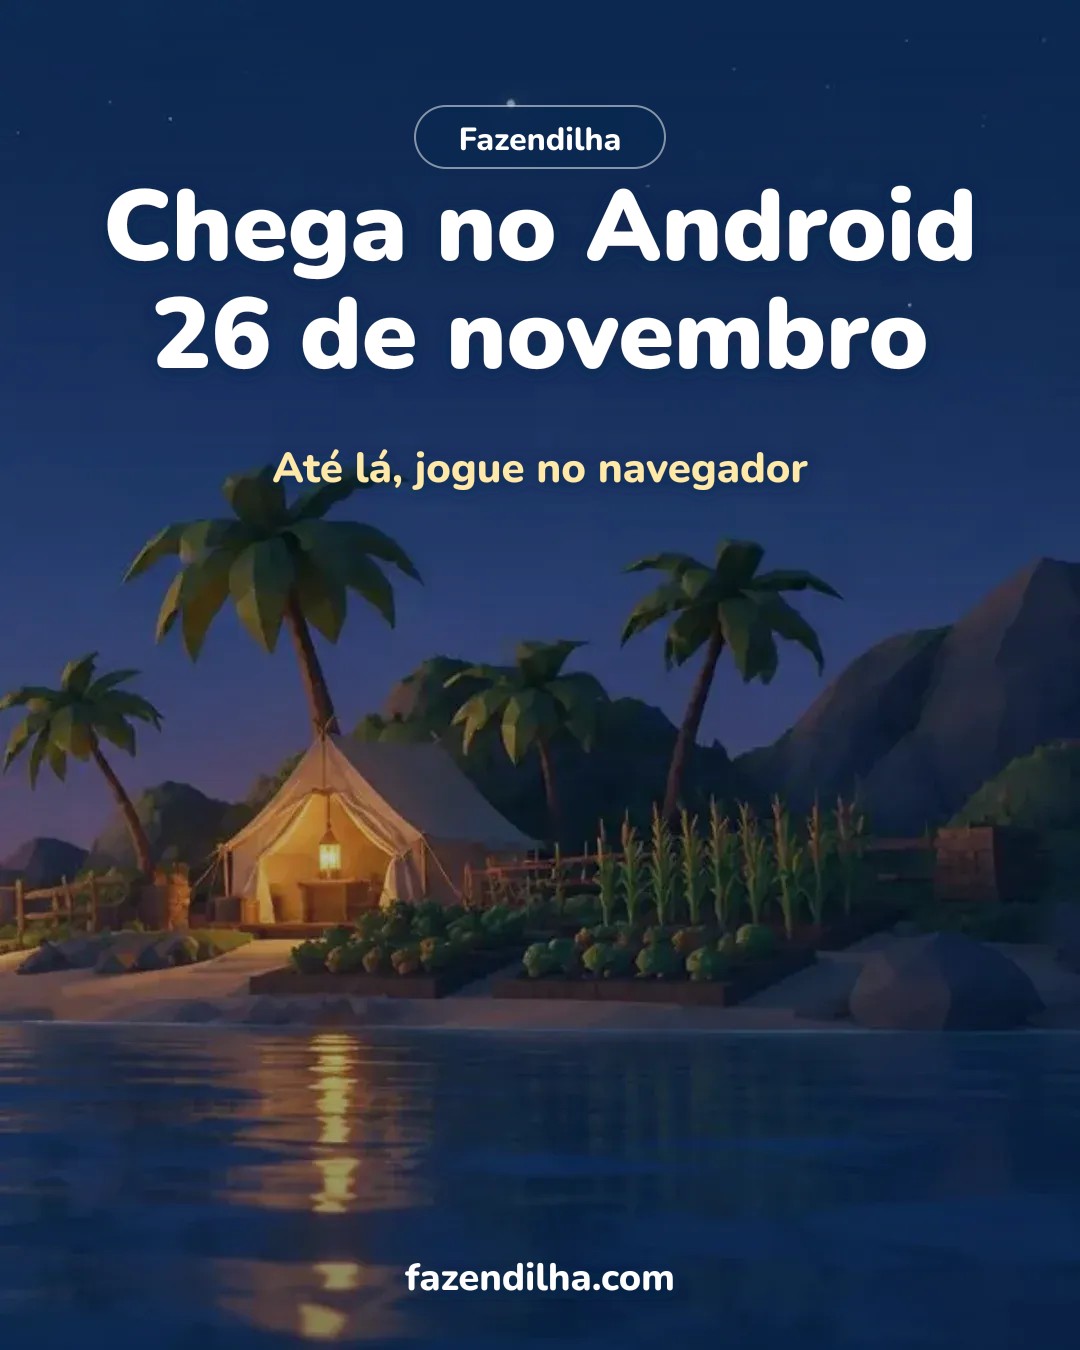 Fazendilha
Chega no Android
26 de novembro
Até lá, jogue no navegador
fazendilha.com